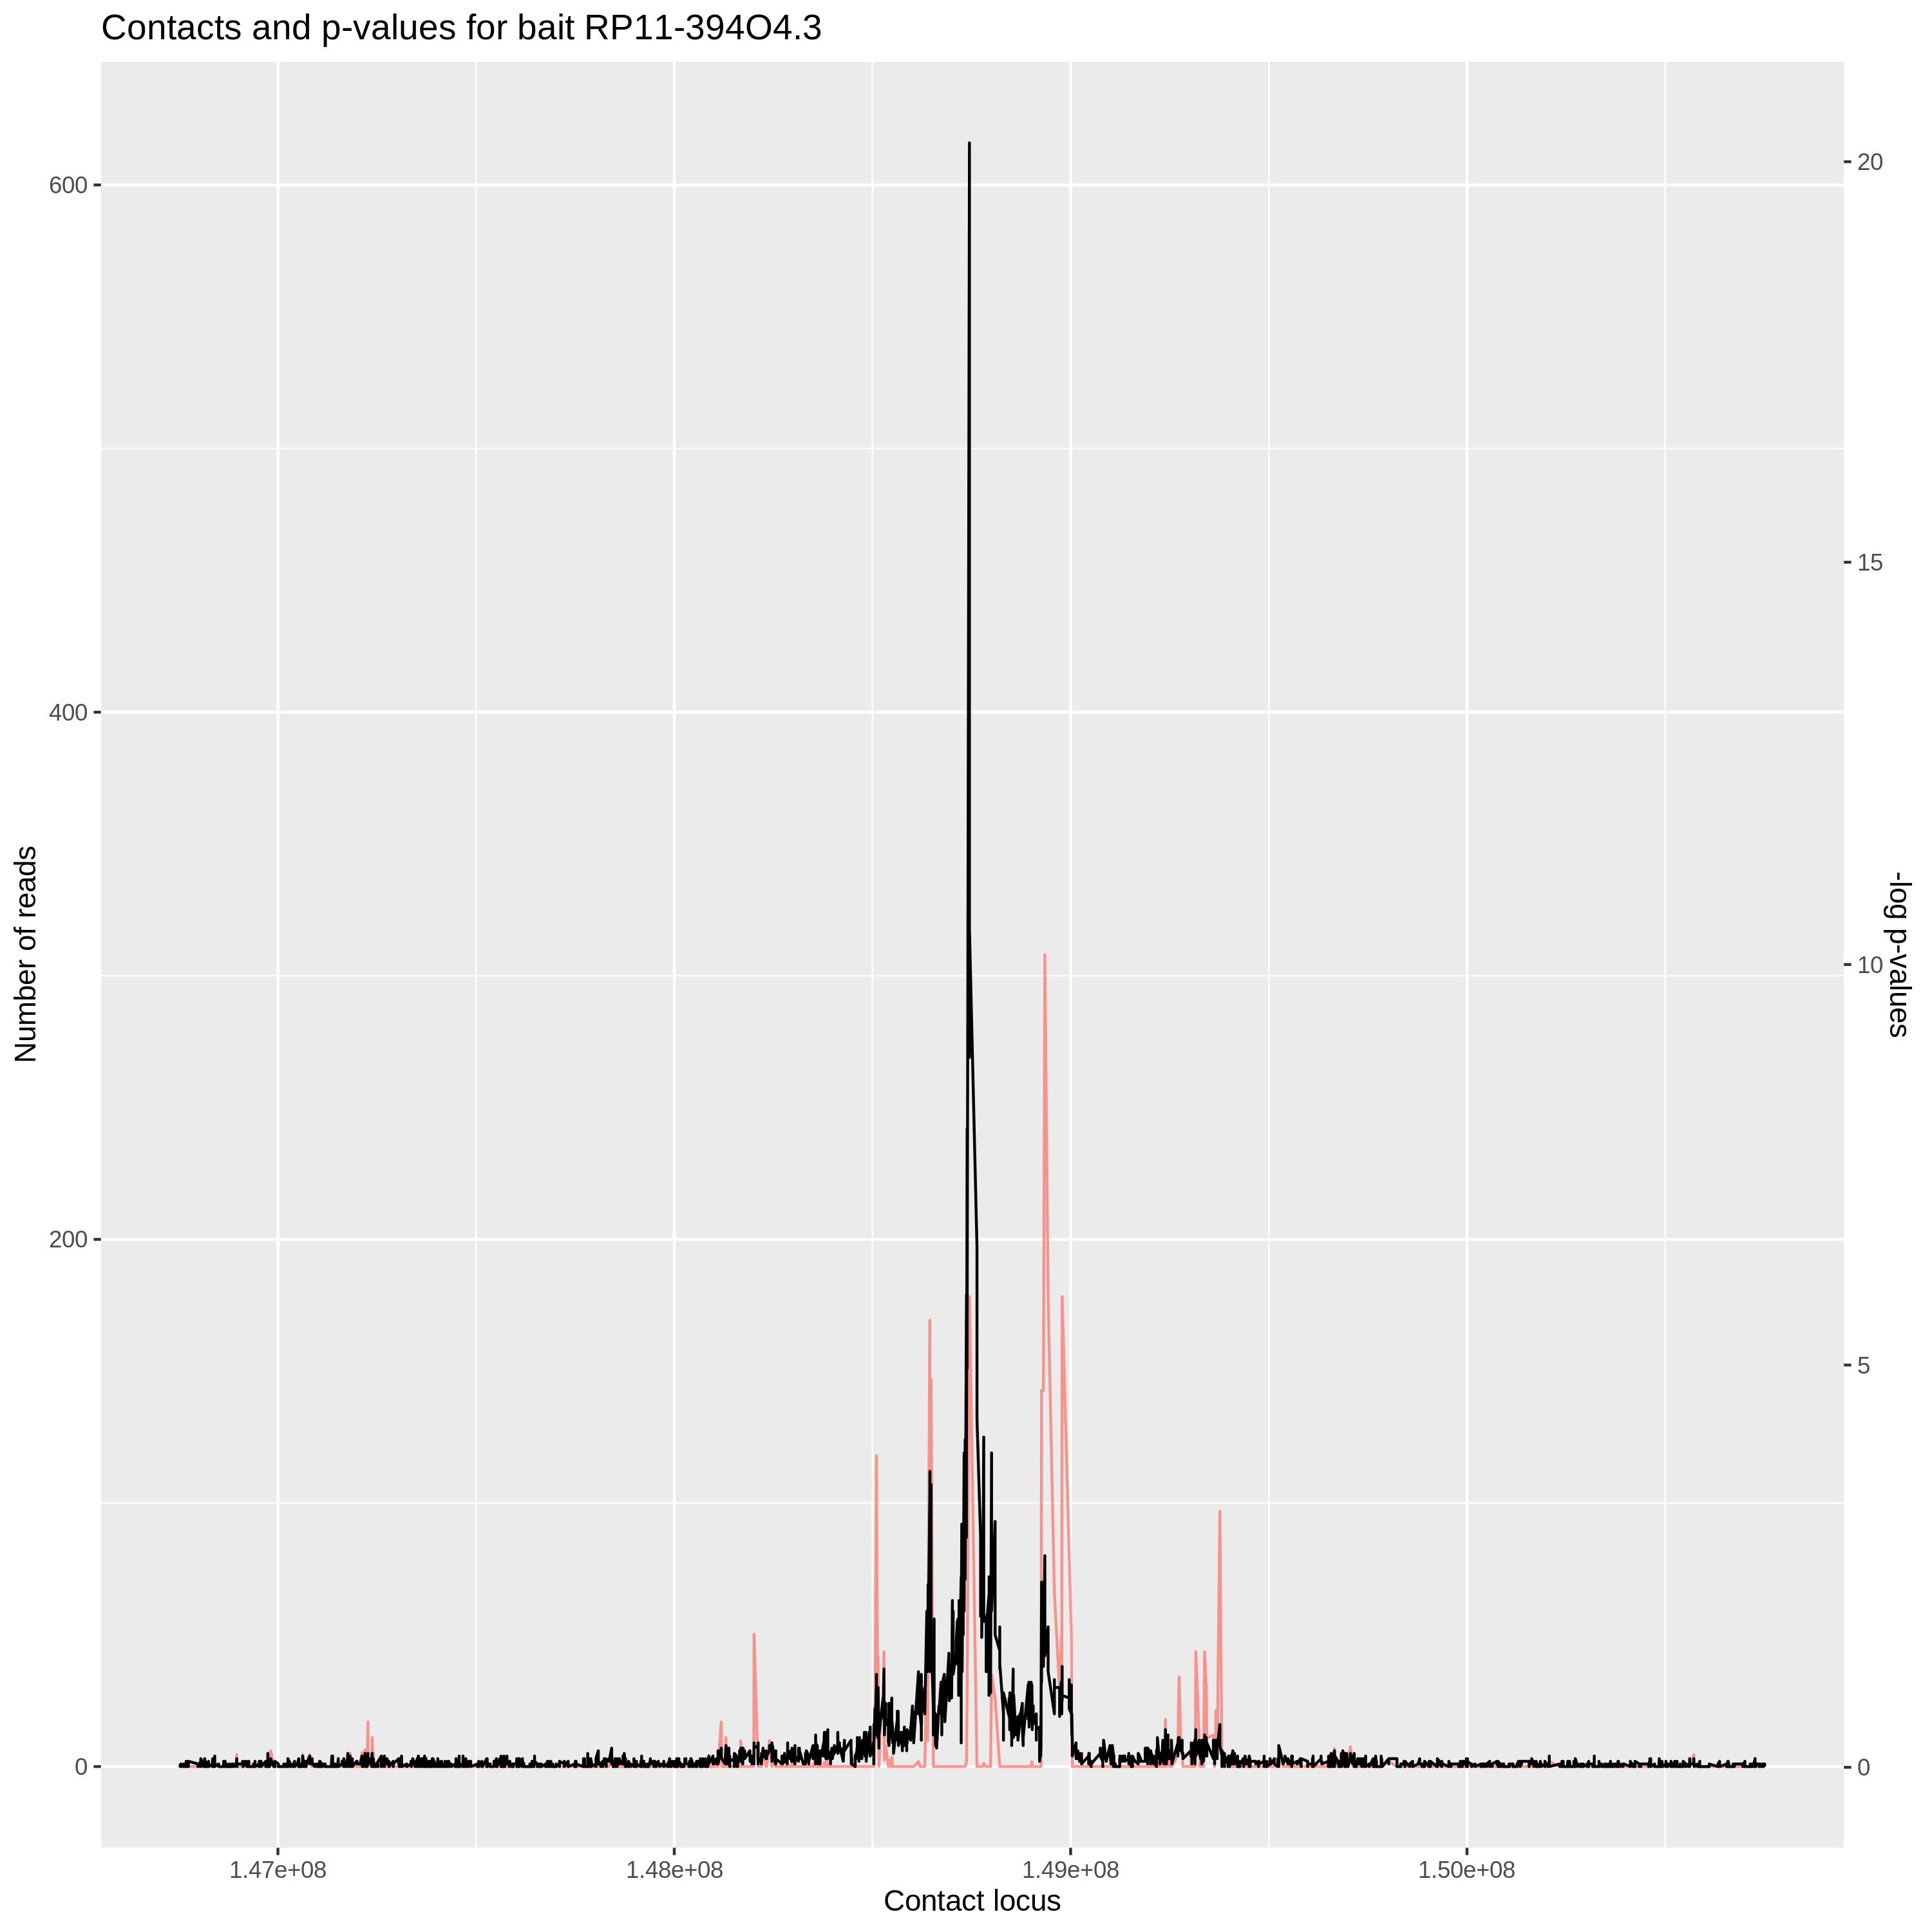 Contacts and p-values for bait RP11-394O4.3
600
400
200
0
Number of reads
20
15
10
5
0
-log p-values
1.47e+08
1.48e+08
1.49e+08
1.50e+08
Contact locus